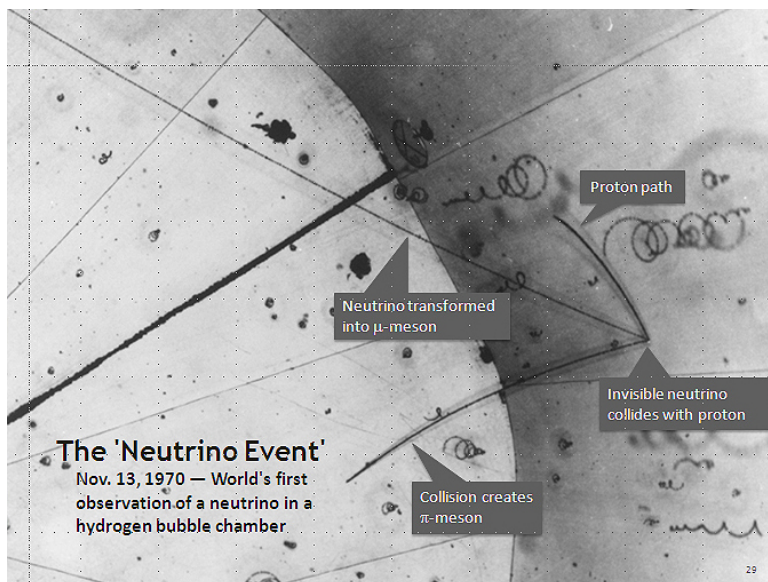 Proton path
Neutrino transformed
into μ-meson
Invisible neutrino
collides with proton
The 'Neutrino Event'
Nov. 13, 1970 — World's first
observation of a neutrino in a
hydrogen bubble chamber
Collision creates
π-meson
29